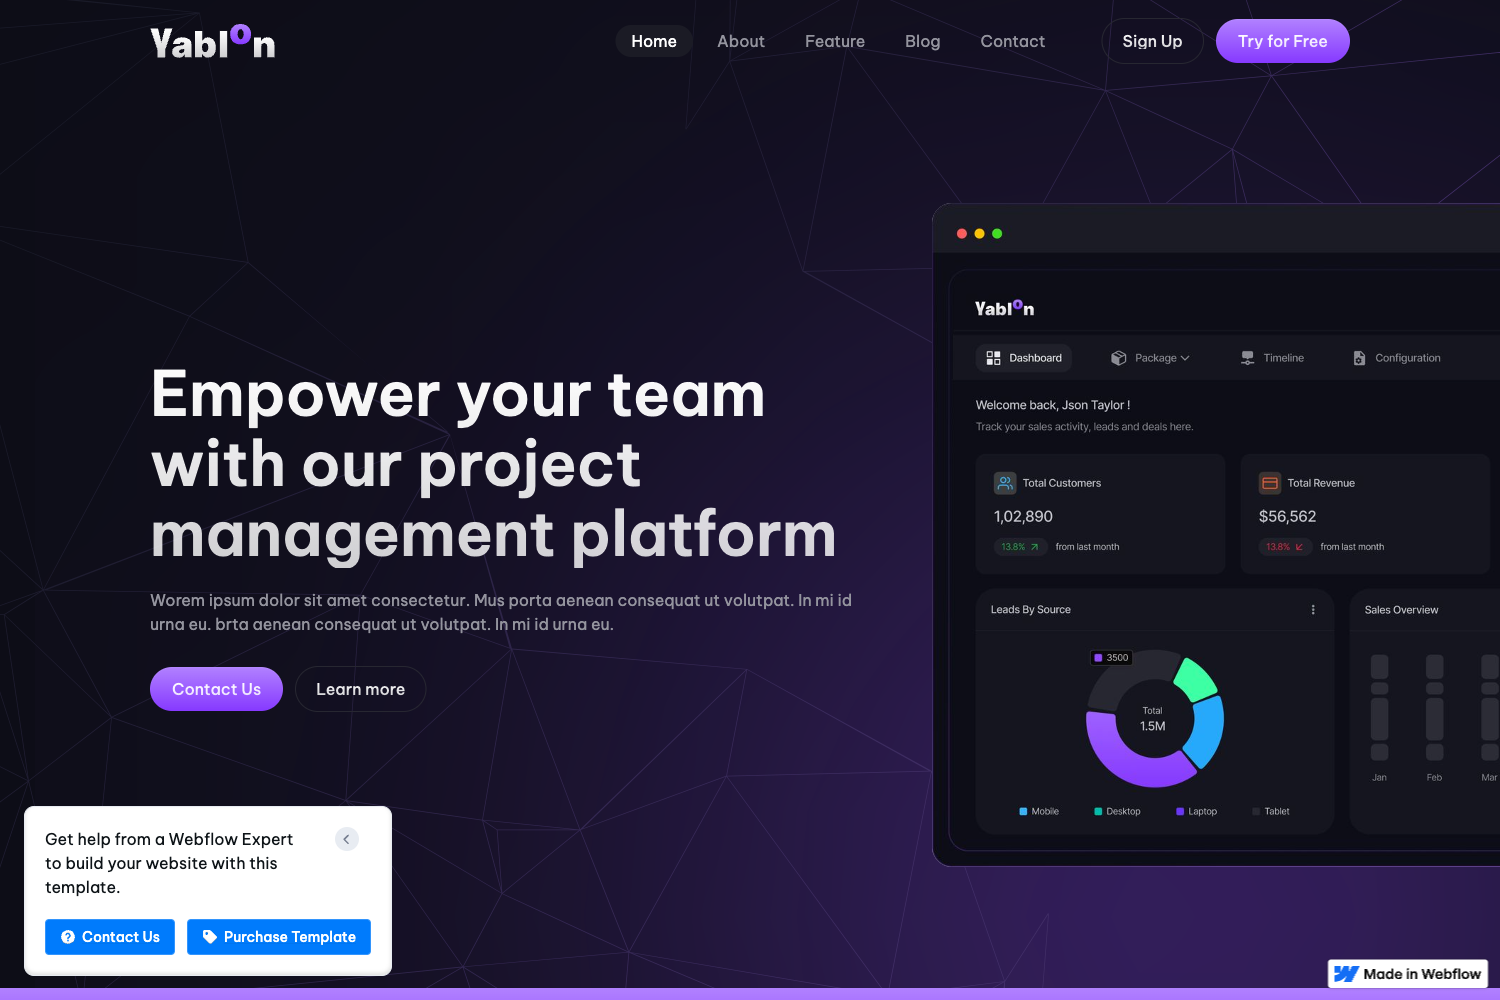 Yablon
Home
About
Feature
Blog
Contact
Sign Up
Try for Free
Empower your team
with our project
management platform
Worem ipsum dolor sit amet consectetur. Mus porta aenean consequat ut volutpat. In mi id
urna eu. brta aenean consequat ut volutpat. In mi id urna eu.
Contact Us
Learn more
Yablon
Dashboard
Package
Timeline
Configuration
Welcome back, Json Taylor !
Track your sales activity, leads and deals here.
Total Customers
1,02,890
13.8%
from last month
Total Revenue
$56,562
13.8%
from last month
Leads By Source
3500
Total
1.5M
Mobile
Desktop
Laptop
Tablet
Sales Overview
Jan
Feb
Mar
Get help from a Webflow Expert
to build your website with this
template.
Contact Us
Purchase Template
Made in Webflow